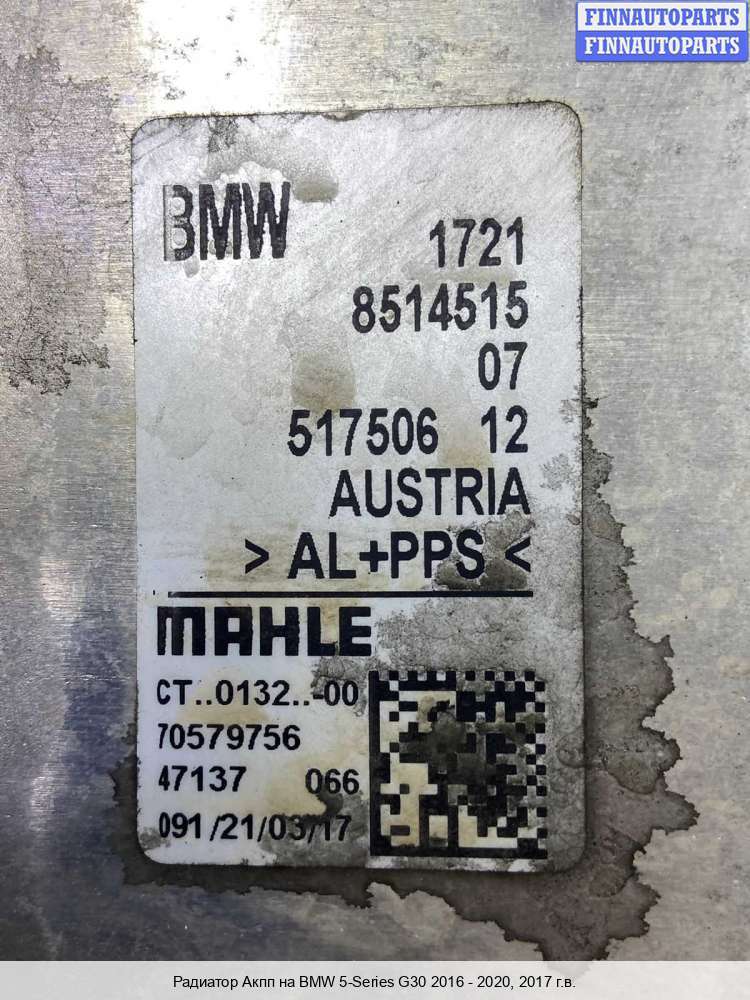 FINNAUTOPARTS
FINNAUTOPARTS
BMW
1721
8514515
07
517506 12
AUSTRIA
> AL+PPS <
MAHLE
CT..0132..-00
70579756
47137 066
091/21/03/17
Радиатор Акпп на BMW 5-Series G30 2016 - 2020, 2017 г.в.